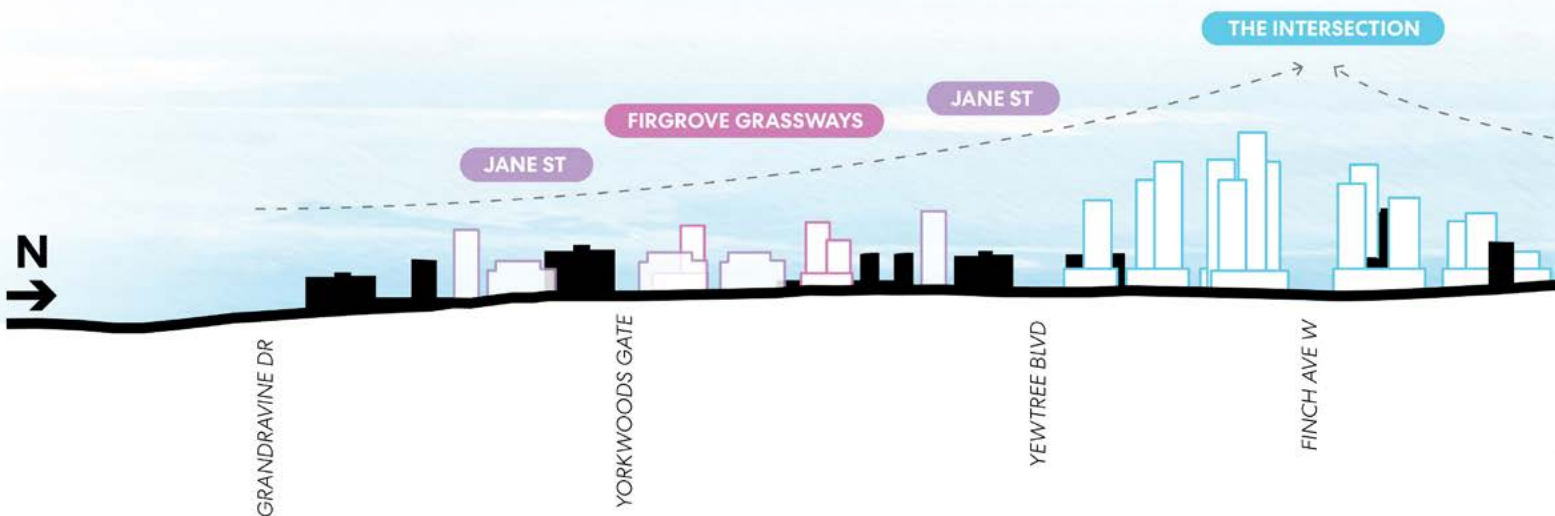 THE INTERSECTION
JANE ST
FIRGROVE GRASSWAYS
JANE ST
N
GRANDRAVINE DR
YORKWOODS GATE
YEWTREE BLVD
FINCH AVE W